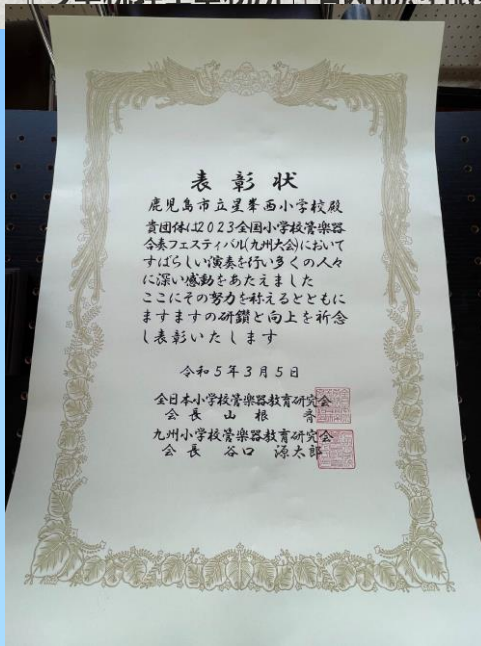 表彰状
鹿児島市立星峯西小学校殿
貴団体は2023全国小学校管楽器
合奏フェスティバル(九州大会)において
すばらしい演奏を行い多くの人々
に深い感動をあたえました
ここにその努力を称えるとともに
ますますの研鑽と向上を祈念
し表彰いたします
令和5年3月5日
全日本小学校管楽器教育研究会
会長 山根 音
九州小学校管楽器教育研究会
会長 谷口 源太郎